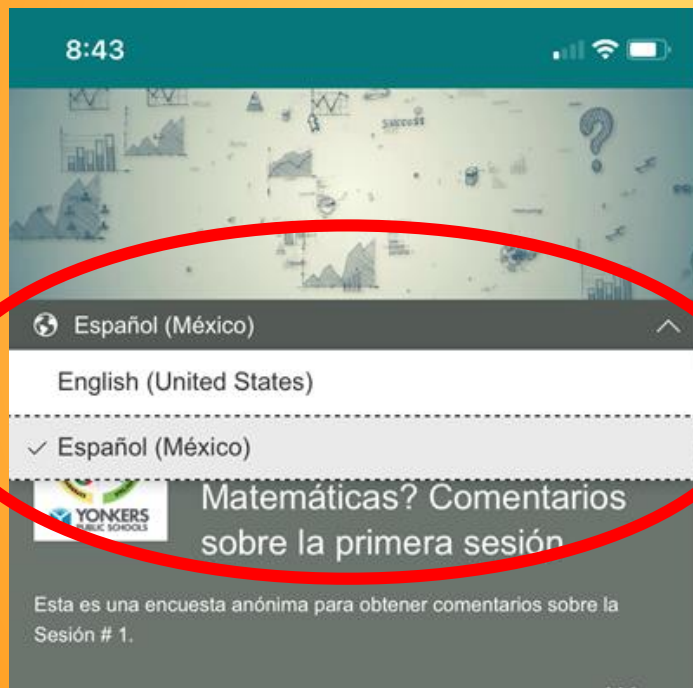 8:43
Success
Español (México)
English (United States)
Español (México)
YONKERS
PUBLIC SCHOOLS
Matemáticas? Comentarios
sobre la primera sesión
Esta es una encuesta anónima para obtener comentarios sobre la
Sesión # 1.